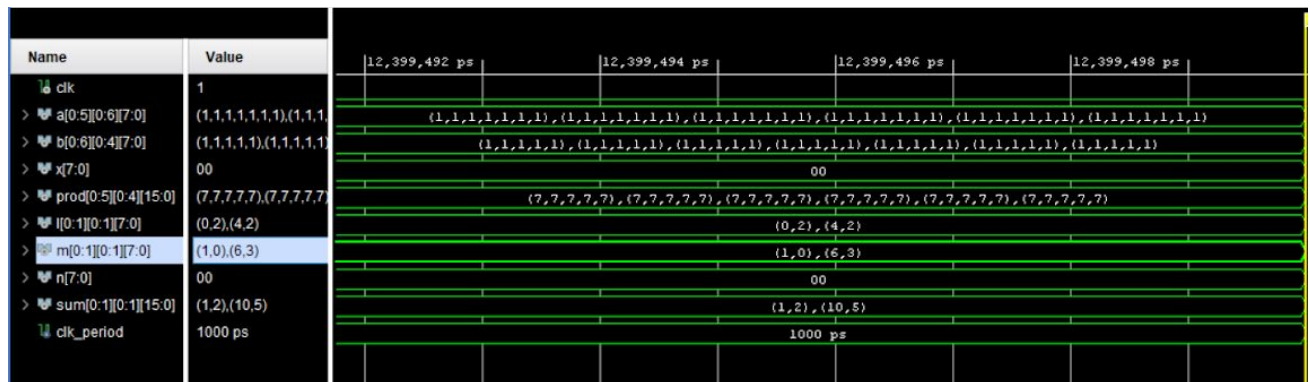 Name Value 12,399,492 ps 12,399,494 ps 12,399,496 ps 12,399,498 ps
clk 1
a[0:5][0:6][7:0] (1,1,1,1,1,1,1),(1,1,1, (1,1,1,1,1,1,1),(1,1,1,1,1,1,1),(1,1,1,1,1,1,1),(1,1,1,1,1,1,1),(1,1,1,1,1,1,1),(1,1,1,1,1,1,1)
b[0:6][0:4][7:0] (1,1,1,1,1),(1,1,1,1,1) (1,1,1,1,1),(1,1,1,1,1),(1,1,1,1,1),(1,1,1,1,1),(1,1,1,1,1),(1,1,1,1,1),(1,1,1,1,1)
x[7:0] 00 00
prod[0:5][0:4][15:0] (7,7,7,7,7),(7,7,7,7,7) (7,7,7,7,7),(7,7,7,7,7),(7,7,7,7,7),(7,7,7,7,7),(7,7,7,7,7),(7,7,7,7,7)
l[0:1][0:1][7:0] (0,2),(4,2) (0,2),(4,2)
m[0:1][0:1][7:0] (1,0),(6,3) (1,0),(6,3)
n[7:0] 00 00
sum[0:1][0:1][15:0] (1,2),(10,5) (1,2),(10,5)
clk_period 1000 ps 1000 ps